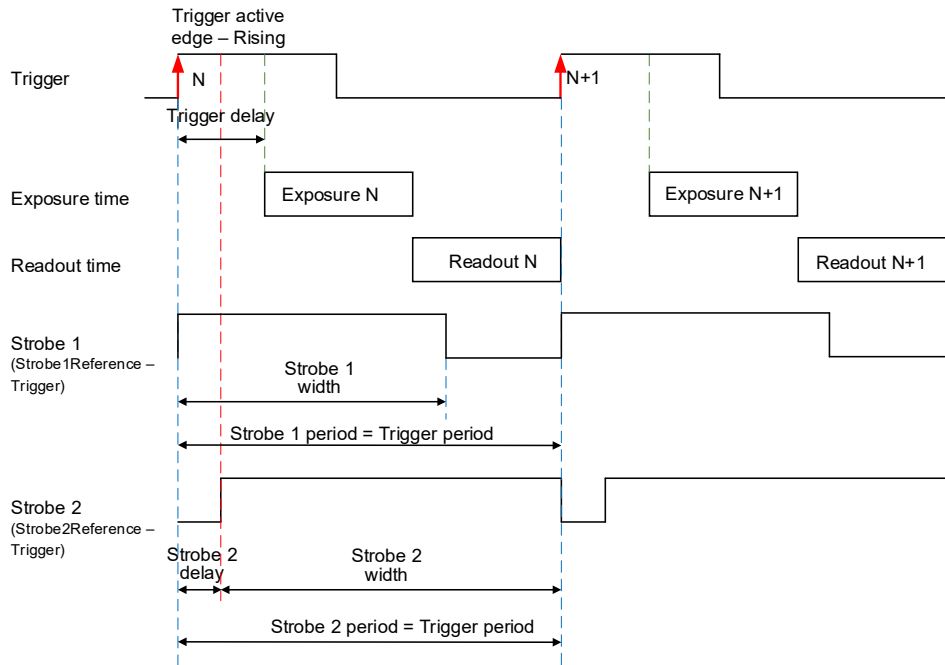 Trigger active
edge – Rising
Trigger
N
N+1
Trigger delay
Exposure time
Exposure N
Exposure N+1
Readout time
Readout N
Readout N+1
Strobe 1
(Strobe1Reference –
Trigger)
Strobe 1
width
Strobe 1 period = Trigger period
Strobe 2
(Strobe2Reference –
Trigger)
Strobe 2
delay
Strobe 2
width
Strobe 2 period = Trigger period